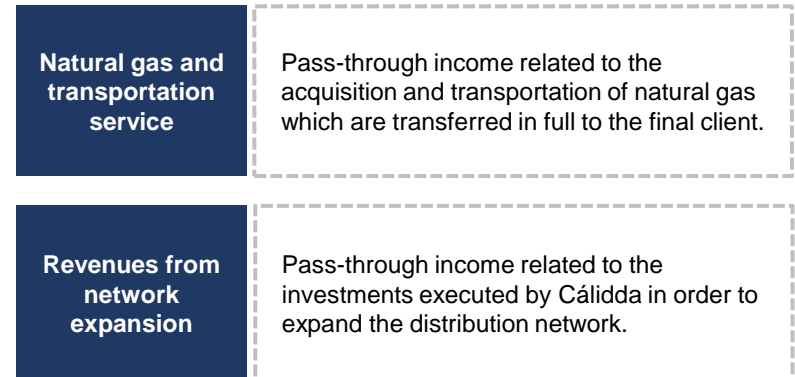 Natural gas and
transportation
service
Pass-through income related to the
acquisition and transportation of natural gas
which are transferred in full to the final client.
Revenues from
network
expansion
Pass-through income related to the
investments executed by Cálidda in order to
expand the distribution network.